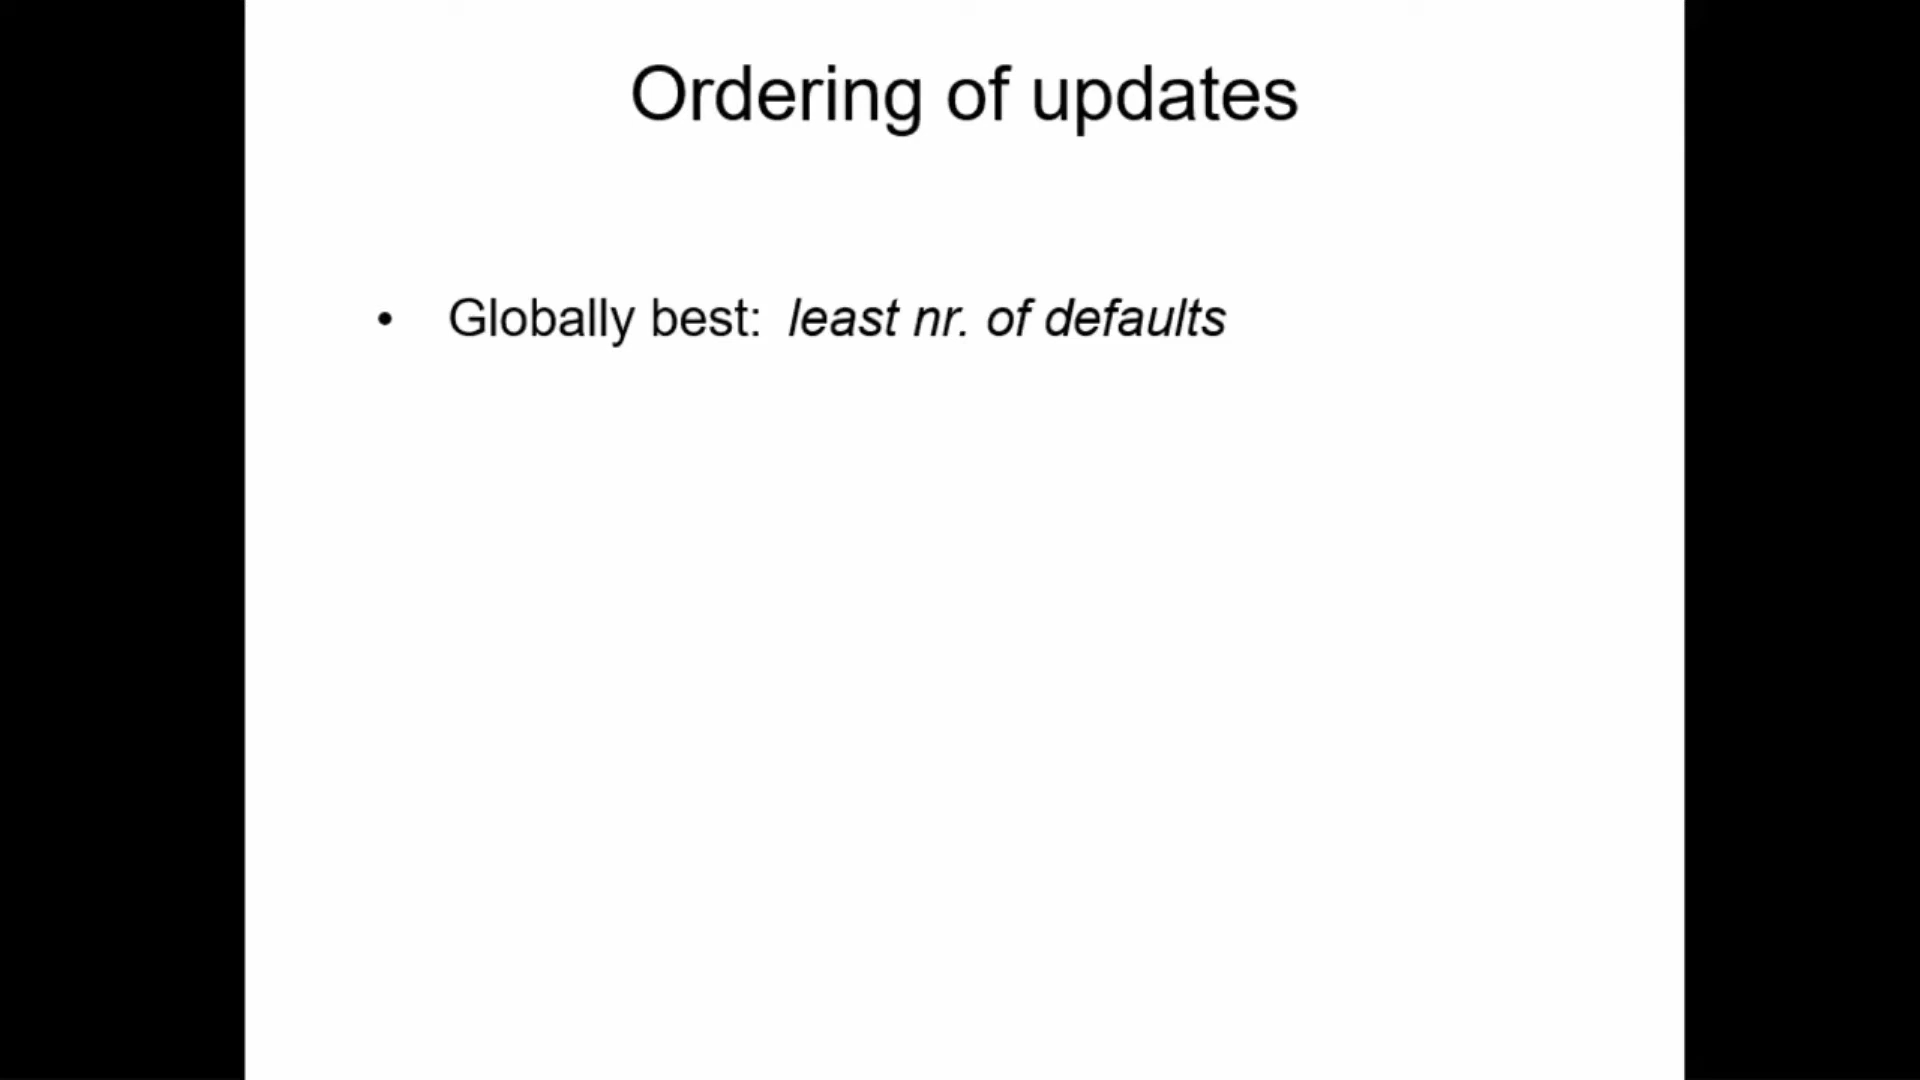 Ordering of updates
• Globally best: least nr. of defaults